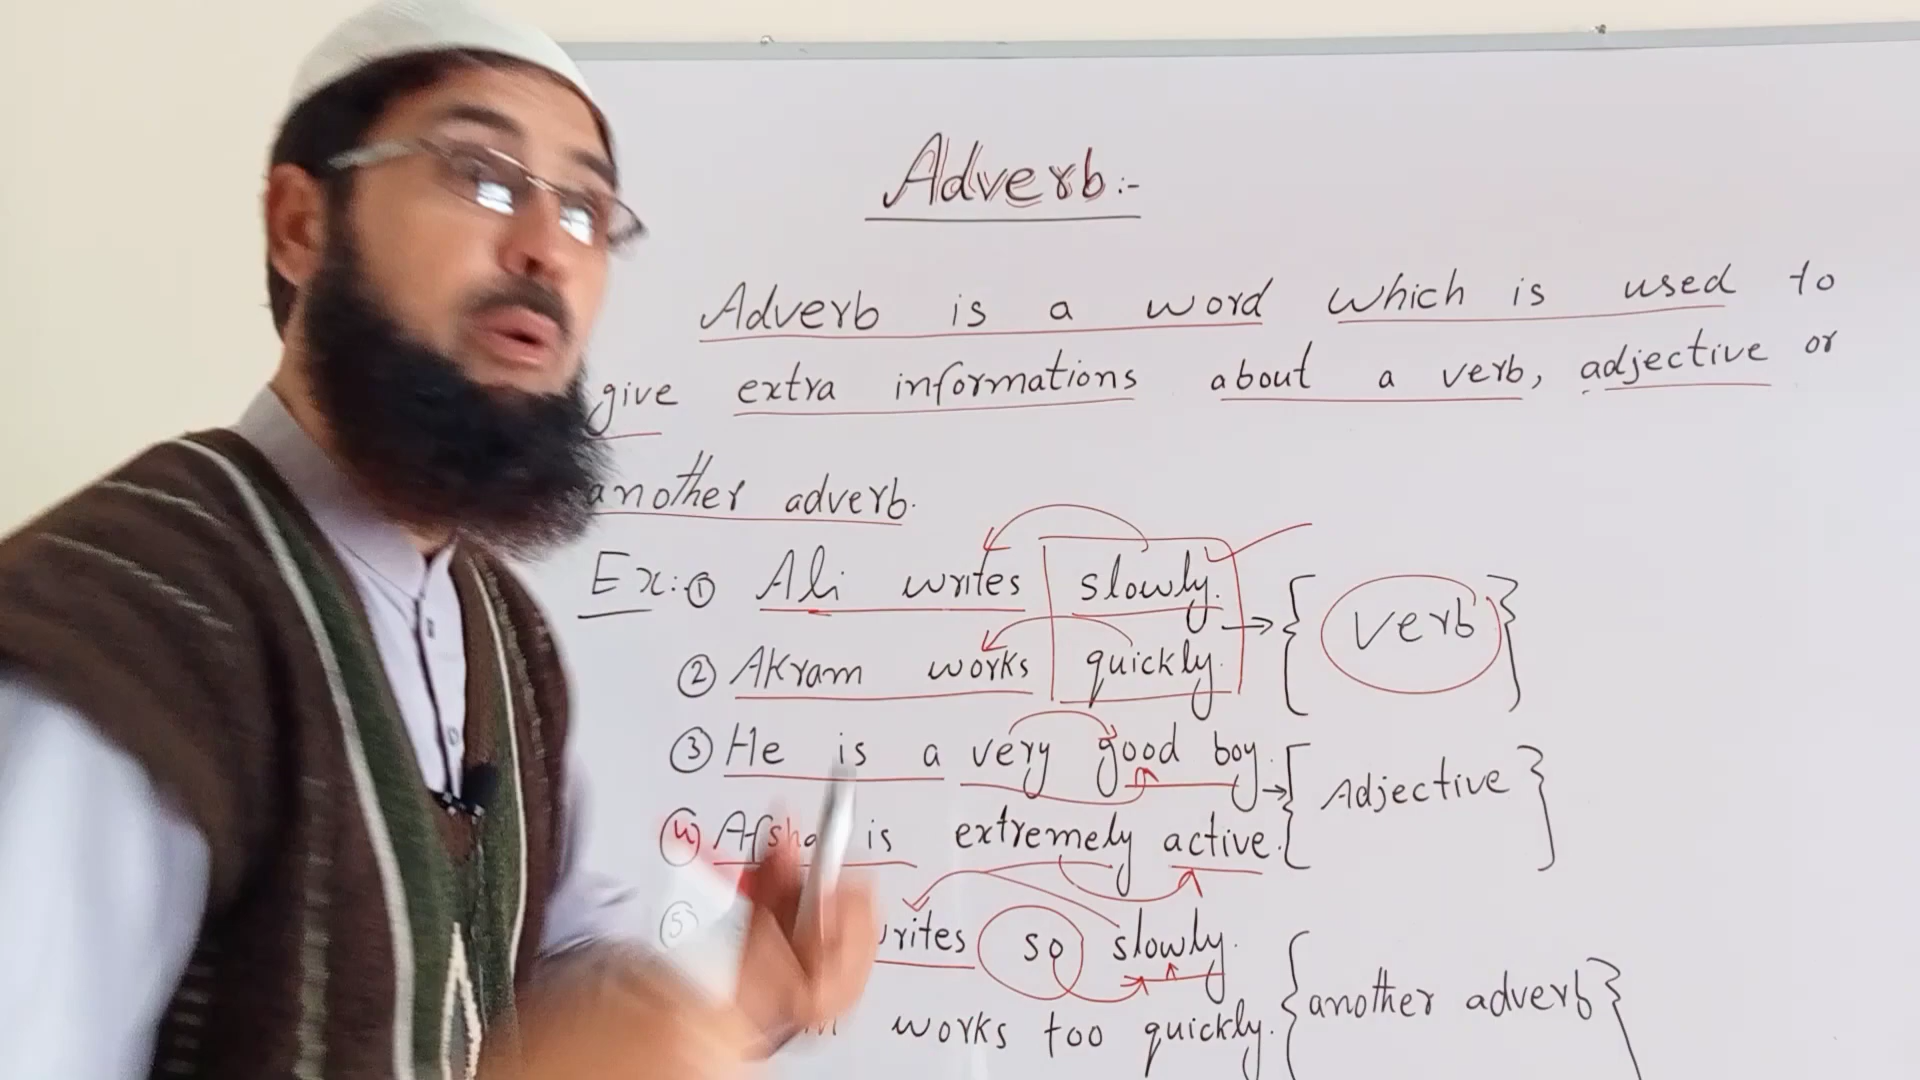 Adverb:-
Adverb is a word which is used to
give extra informations about a verb, adjective or
another adverb.
Ex:① Ali writes slowly. → { verb }
② Akram works quickly.
③ He is a very good boy. → [ Adjective }
④ is extremely active.
⑤ so slowly. { another adverb }
works too quickly.